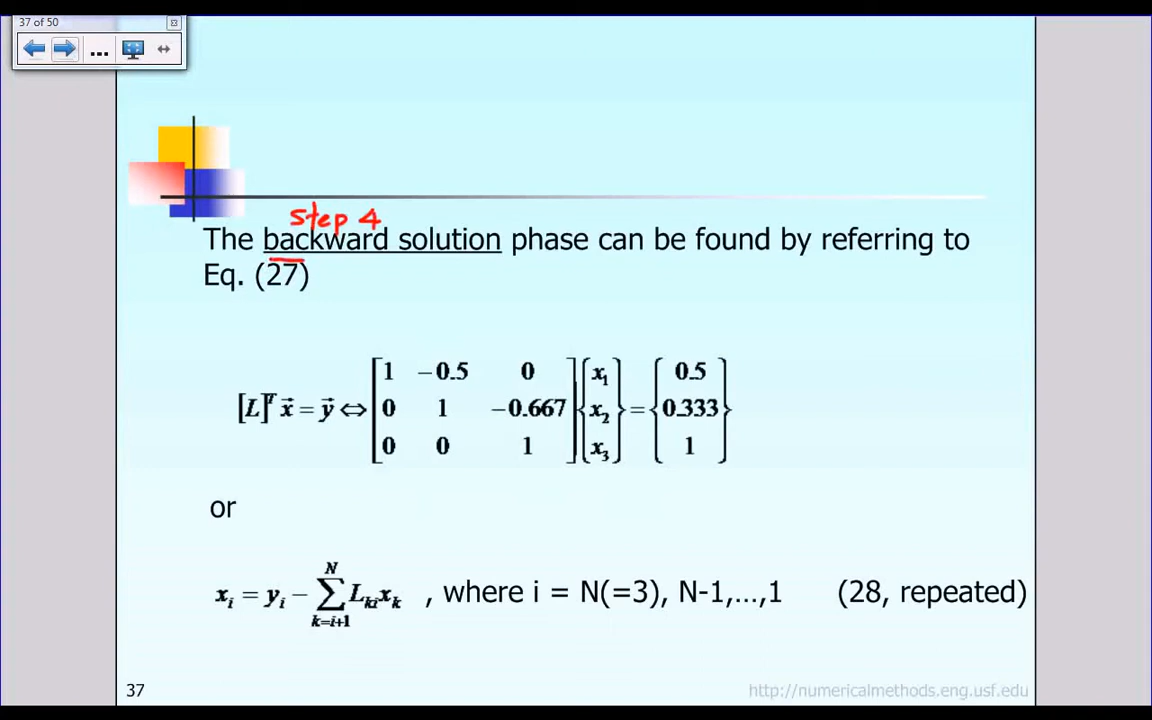 37 of 50
...
Step 4
The backward solution phase can be found by referring to
Eq. (27)
[L]ᵀ x⃗ = y⃗ ⇔ [1 −0.5 0; 0 1 −0.667; 0 0 1] {x₁; x₂; x₃} = {0.5; 0.333; 1}
or
xᵢ = yᵢ − ∑ₖ₌ᵢ₊₁ᴺ Lₖᵢxₖ , where i = N(=3), N-1,...,1 (28, repeated)
37
http://numericalmethods.eng.usf.edu